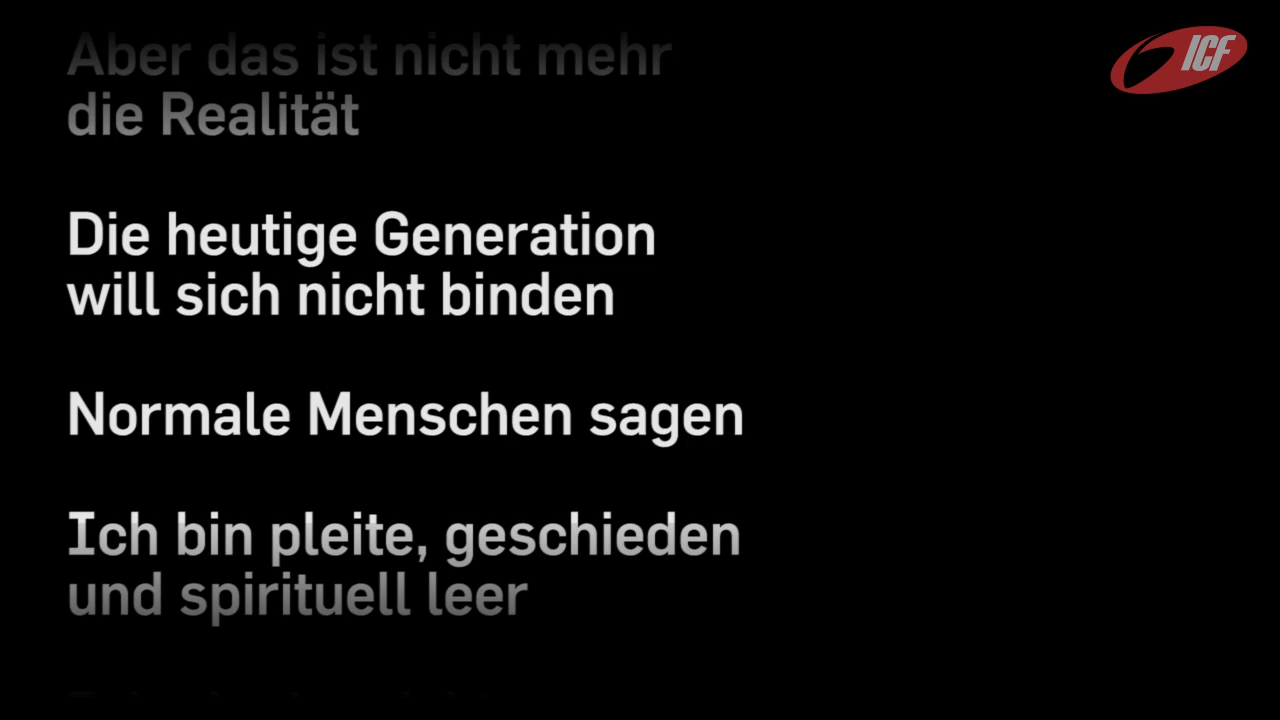 Aber das ist nicht mehr
die Realität
ICF
Die heutige Generation
will sich nicht binden
Normale Menschen sagen
Ich bin pleite, geschieden
und spirituell leer